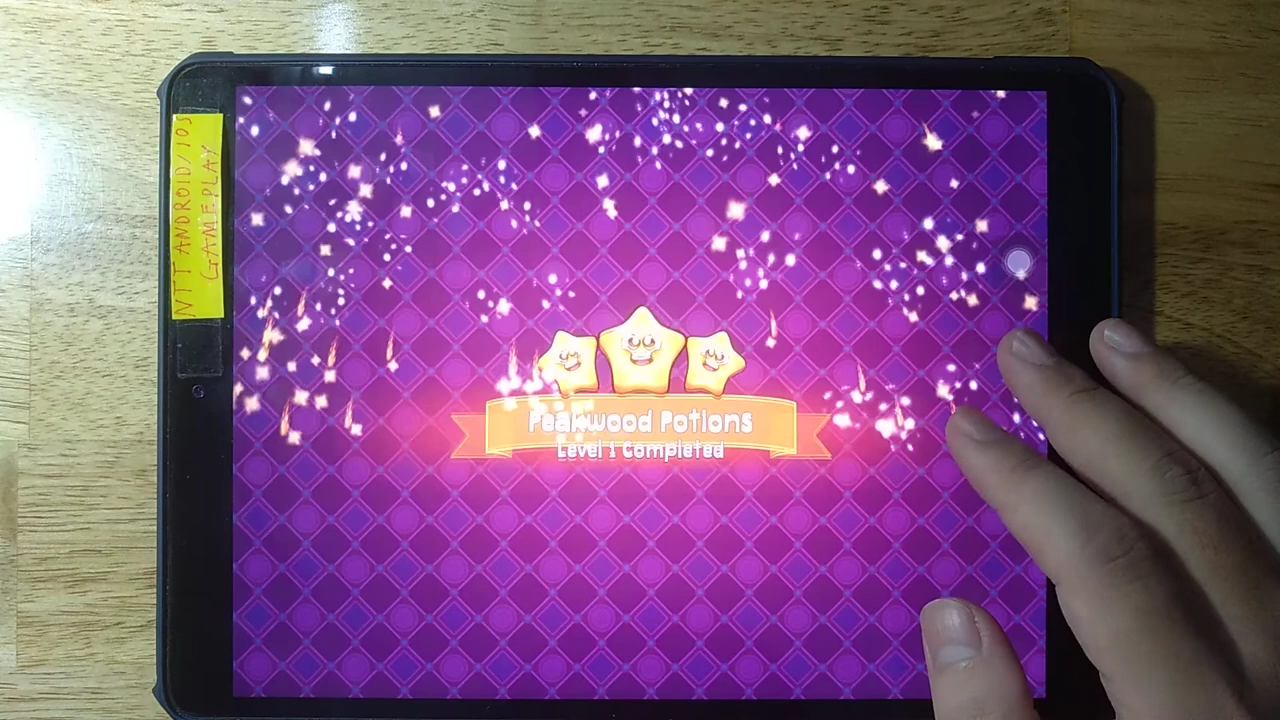 NTT ANDROID/IOS
GAMEPLAY
Peakwood Potions
Level 1 Completed